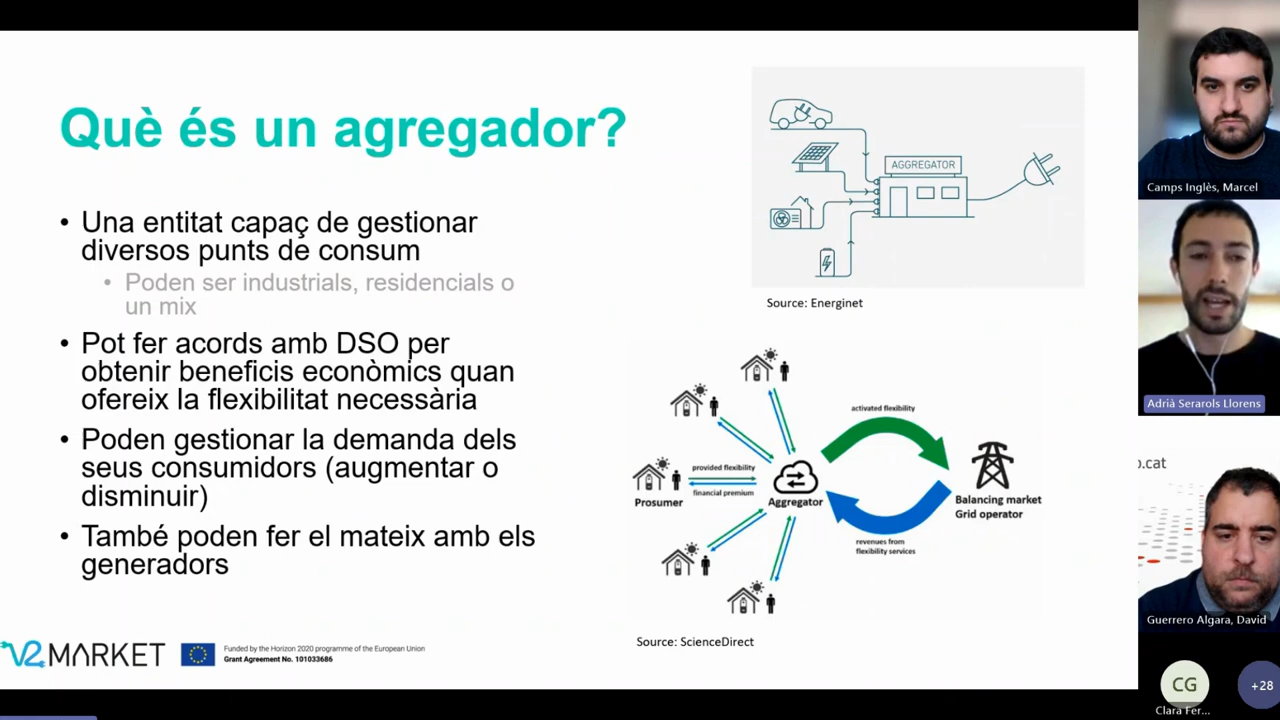 Què és un agregador?
• Una entitat capaç de gestionar
diversos punts de consum
• Poden ser industrials, residencials o
un mix
• Pot fer acords amb DSO per
obtenir beneficis econòmics quan
ofereix la flexibilitat necessària
• Poden gestionar la demanda dels
seus consumidors (augmentar o
disminuir)
• També poden fer el mateix amb els
generadors
AGGREGATOR
Source: Energinet
activated flexibility
provided flexibility
financial premium
Prosumer
Aggregator
Balancing market
Grid operator
revenues from
flexibility services
Source: ScienceDirect
V2MARKET
Funded by the Horizon 2020 programme of the European Union
Grant Agreement No. 101033686
Camps Inglès, Marcel
Adrià Serarols Llorens
o.cat
Guerrero Algara, David
CG
+28
Clara Fer...